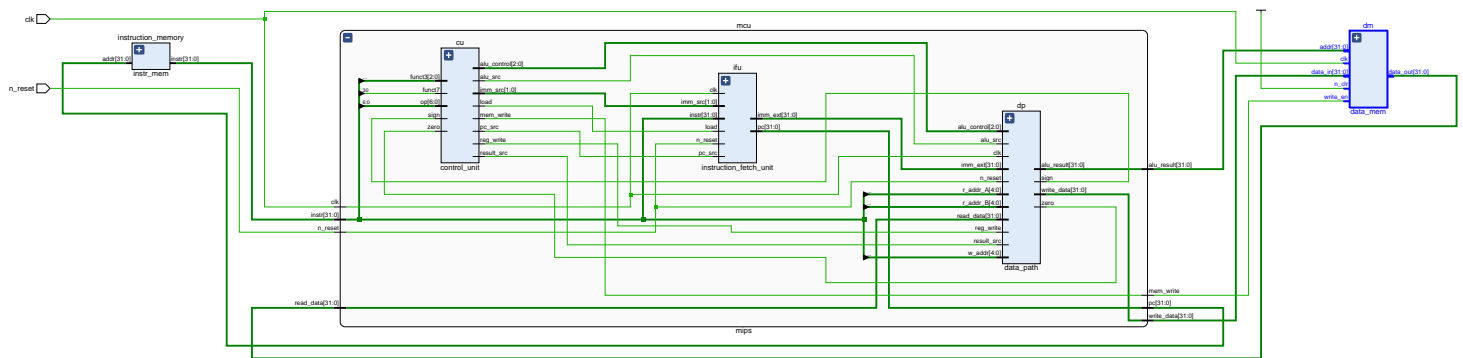 clk
n_reset
instruction_memory
addr[31:0]
instr[31:0]
instr_mem
mcu
cu
funct3[2:0]
funct7
op[6:0]
sign
zero
alu_control[2:0]
alu_src
imm_src[1:0]
load
mem_write
pc_src
reg_write
result_src
control_unit
ifu
clk
imm_src[1:0]
instr[31:0]
load
n_reset
pc_src
imm_ext[31:0]
pc[31:0]
instruction_fetch_unit
dp
alu_control[2:0]
alu_src
clk
imm_ext[31:0]
n_reset
r_addr_A[4:0]
r_addr_B[4:0]
read_data[31:0]
reg_write
result_src
w_addr[4:0]
alu_result[31:0]
sign
write_data[31:0]
zero
data_path
clk
instr[31:0]
n_reset
read_data[31:0]
alu_result[31:0]
mem_write
pc[31:0]
write_data[31:0]
mips
dm
addr[31:0]
clk
data_in[31:0]
n_clr
write_en
data_out[31:0]
data_mem